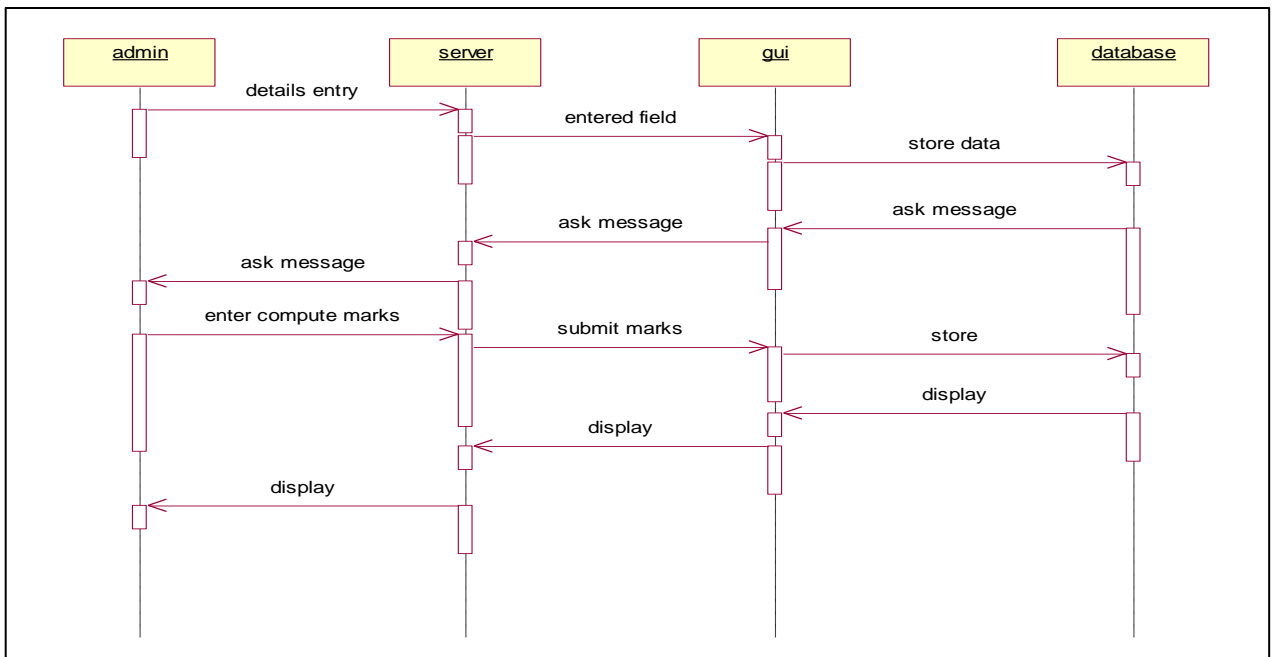 admin
server
gui
database
details entry
entered field
store data
ask message
ask message
ask message
enter compute marks
submit marks
store
display
display
display